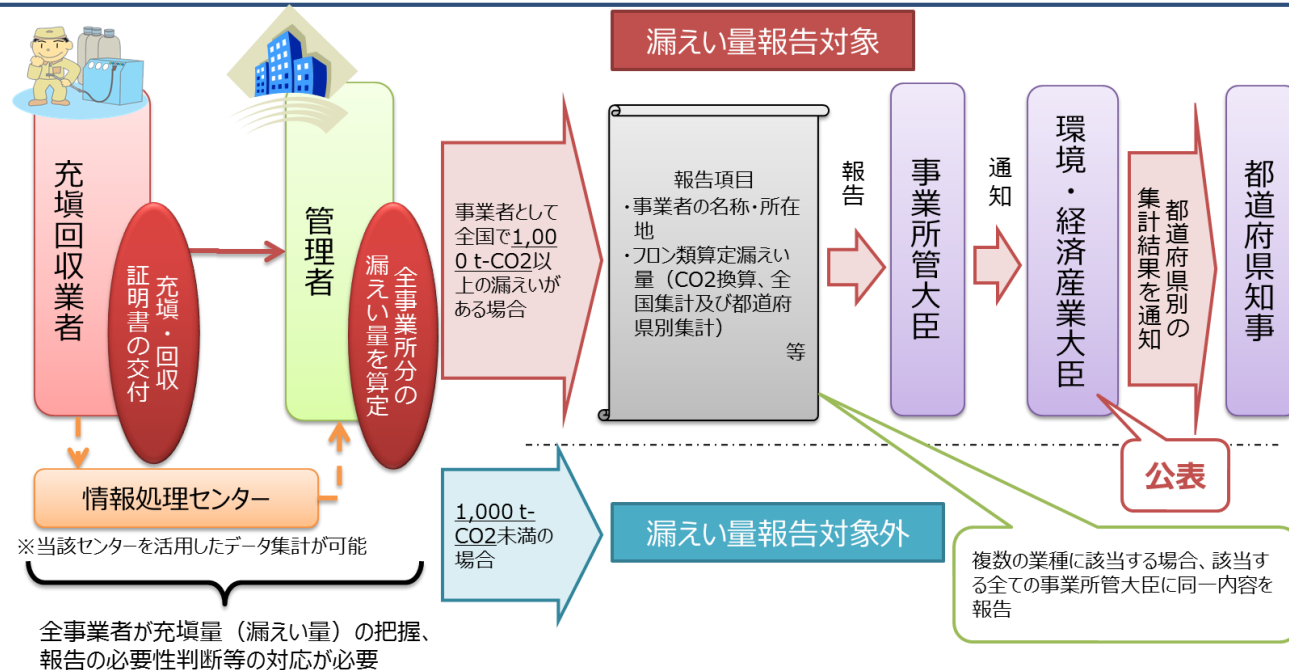 漏えい量報告対象
充塡回収業者
充塡・回収
証明書の交付
管理者
全事業所分の
漏えい量を算定
事業者として
全国で1,00
0 t-CO2以
上の漏えいが
ある場合
報告項目
・事業者の名称・所在
地
・フロン類算定漏えい
量（CO2換算、全
国集計及び都道府
県別集計）
等
報告
事業所管大臣
通知
環境・経済産業大臣
都道府県別の
集計結果を通知
都道府県知事
公表
情報処理センター
※当該センターを活用したデータ集計が可能
全事業者が充塡量（漏えい量）の把握、
報告の必要性判断等の対応が必要
1,000 t-
CO2未満の
場合
漏えい量報告対象外
複数の業種に該当する場合、該当す
る全ての事業所管大臣に同一内容を
報告